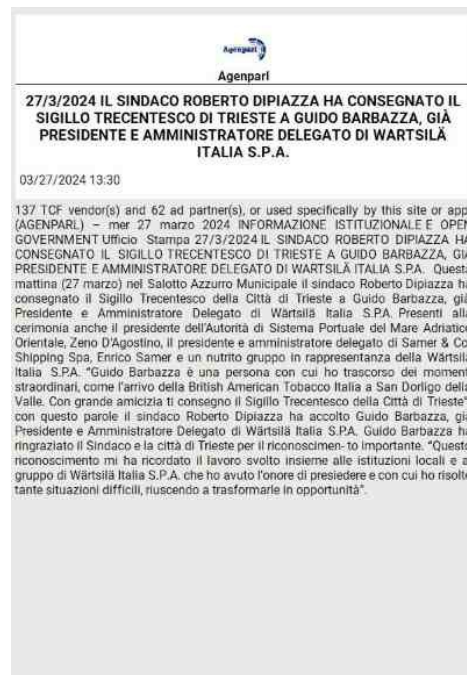 Agenparl
Agenparl
27/3/2024 IL SINDACO ROBERTO DIPIAZZA HA CONSEGNATO IL
SIGILLO TRECENTESCO DI TRIESTE A GUIDO BARBAZZA, GIÀ
PRESIDENTE E AMMINISTRATORE DELEGATO DI WARTSILÄ
ITALIA S.P.A.
03/27/2024 13:30
137 TCF vendor(s) and 62 ad partner(s), or used specifically by this site or app
(AGENPARL) – mer 27 marzo 2024 INFORMAZIONE ISTITUZIONALE E OPEN
GOVERNMENT Ufficio Stampa 27/3/2024 IL SINDACO ROBERTO DIPIAZZA HA
CONSEGNATO IL SIGILLO TRECENTESCO DI TRIESTE A GUIDO BARBAZZA, GIÀ
PRESIDENTE E AMMINISTRATORE DELEGATO DI WARTSILÄ ITALIA S.P.A. Questa
mattina (27 marzo) nel Salotto Azzurro Municipale il sindaco Roberto Dipiazza ha
consegnato il Sigillo Trecentesco della Città di Trieste a Guido Barbazza, già
Presidente e Amministratore Delegato di Wärtsilä Italia S.P.A. Presenti alla
cerimonia anche il presidente dell'Autorità di Sistema Portuale del Mare Adriatico
Orientale, Zeno D'Agostino, il presidente e amministratore delegato di Samer & Co.
Shipping Spa, Enrico Samer e un nutrito gruppo in rappresentanza della Wärtsilä
Italia S.P.A. "Guido Barbazza è una persona con cui ho trascorso dei momenti
straordinari, come l'arrivo della British American Tobacco Italia a San Dorligo della
Valle. Con grande amicizia ti consegno il Sigillo Trecentesco della Città di Trieste"
con questo parole il sindaco Roberto Dipiazza ha accolto Guido Barbazza, già
Presidente e Amministratore Delegato di Wärtsilä Italia S.P.A. Guido Barbazza ha
ringraziato il Sindaco e la città di Trieste per il riconoscimen- to importante. "Questo
riconoscimento mi ha ricordato il lavoro svolto insieme alle istituzioni locali e al
gruppo di Wärtsilä Italia S.P.A. che ho avuto l'onore di presiedere e con cui ho risolto
tante situazioni difficili, riuscendo a trasformarle in opportunità".